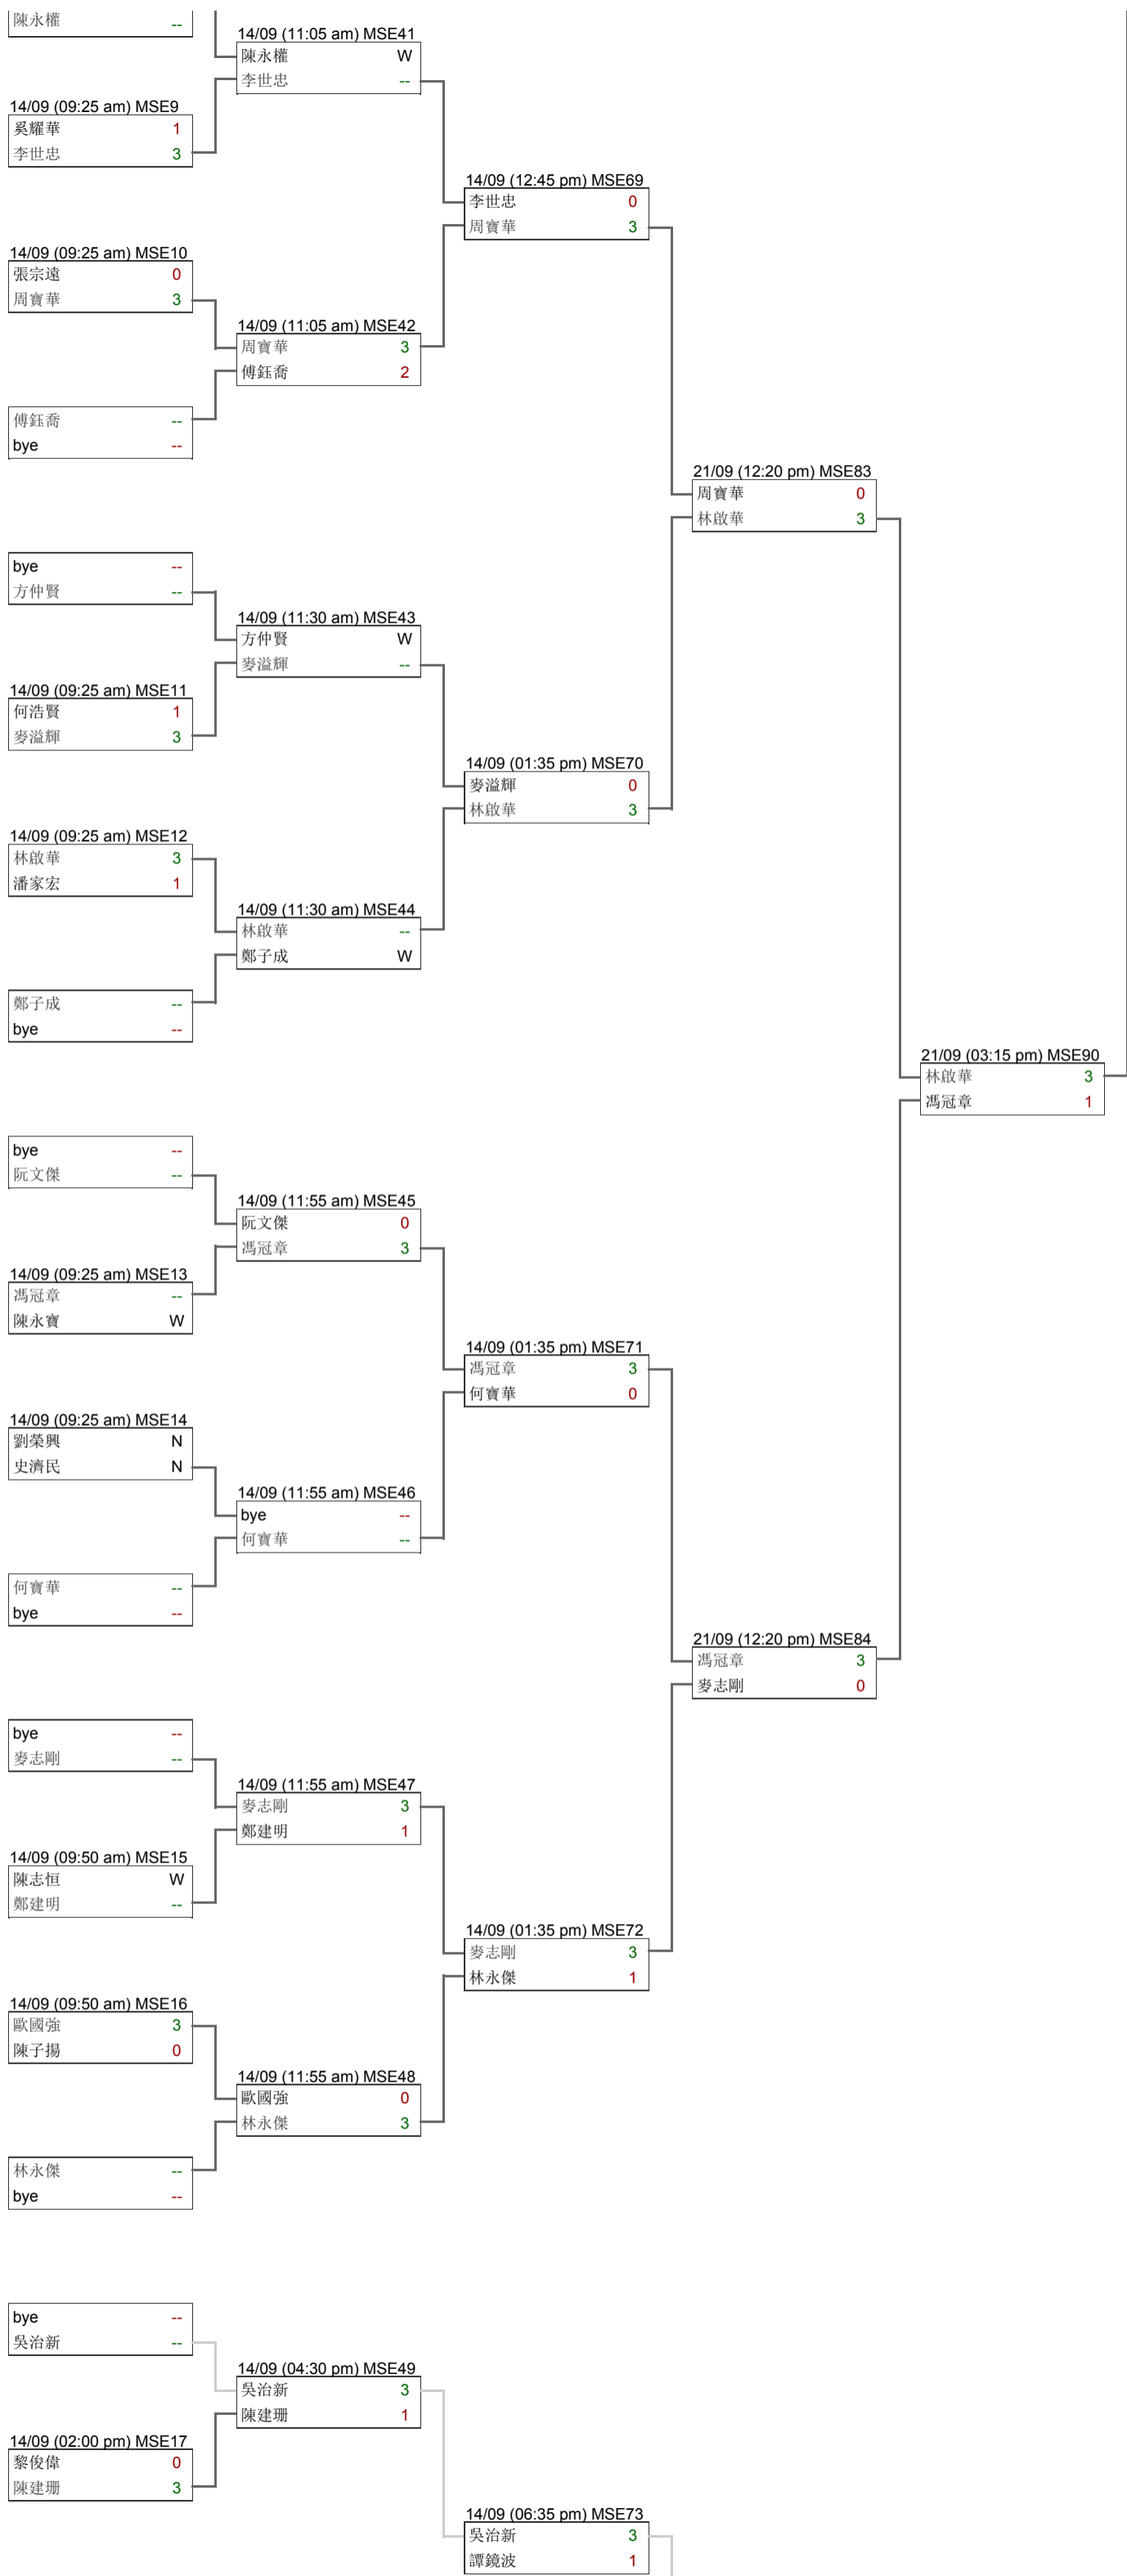 陳永權 --
14/09 (11:05 am) MSE41
陳永權 W
李世忠 --
14/09 (09:25 am) MSE9
奚耀華 1
李世忠 3
14/09 (12:45 pm) MSE69
李世忠 0
周寶華 3
14/09 (09:25 am) MSE10
張宗遠 0
周寶華 3
14/09 (11:05 am) MSE42
周寶華 3
傅鈺喬 2
傅鈺喬 --
bye --
21/09 (12:20 pm) MSE83
周寶華 0
林啟華 3
bye --
方仲賢 --
14/09 (11:30 am) MSE43
方仲賢 W
麥溢輝 --
14/09 (09:25 am) MSE11
何浩賢 1
麥溢輝 3
14/09 (01:35 pm) MSE70
麥溢輝 0
林啟華 3
14/09 (09:25 am) MSE12
林啟華 3
潘家宏 1
14/09 (11:30 am) MSE44
林啟華 --
鄭子成 W
鄭子成 --
bye --
21/09 (03:15 pm) MSE90
林啟華 3
馮冠章 1
bye --
阮文傑 --
14/09 (11:55 am) MSE45
阮文傑 0
馮冠章 3
14/09 (09:25 am) MSE13
馮冠章 --
陳永寶 W
14/09 (01:35 pm) MSE71
馮冠章 3
何寶華 0
14/09 (09:25 am) MSE14
劉榮興 N
史濟民 N
14/09 (11:55 am) MSE46
bye --
何寶華 --
何寶華 --
bye --
21/09 (12:20 pm) MSE84
馮冠章 3
麥志剛 0
bye --
麥志剛 --
14/09 (11:55 am) MSE47
麥志剛 3
鄭建明 1
14/09 (09:50 am) MSE15
陳志恒 W
鄭建明 --
14/09 (01:35 pm) MSE72
麥志剛 3
林永傑 1
14/09 (09:50 am) MSE16
歐國強 3
陳子揚 0
14/09 (11:55 am) MSE48
歐國強 0
林永傑 3
林永傑 --
bye --
bye --
吳治新 --
14/09 (04:30 pm) MSE49
吳治新 3
陳建珊 1
14/09 (02:00 pm) MSE17
黎俊偉 0
陳建珊 3
14/09 (06:35 pm) MSE73
吳治新 3
譚鏡波 1